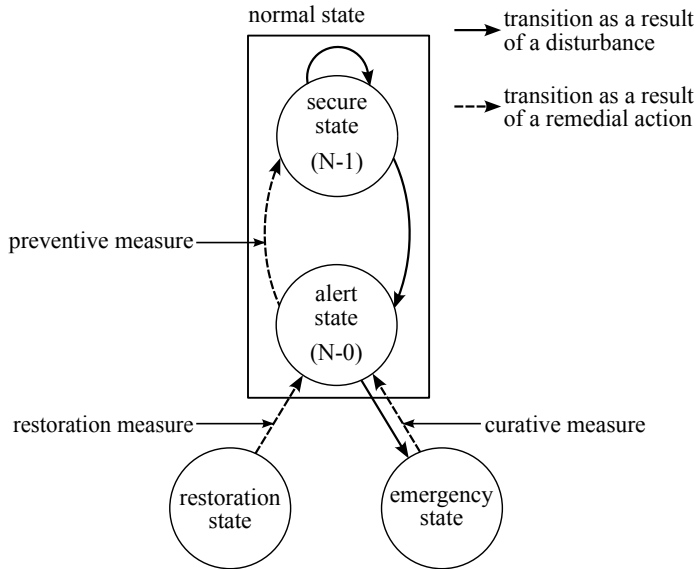 normal state
transition as a result
of a disturbance
transition as a result
of a remedial action
secure
state
(N-1)
preventive measure
alert
state
(N-0)
restoration measure
curative measure
restoration
state
emergency
state